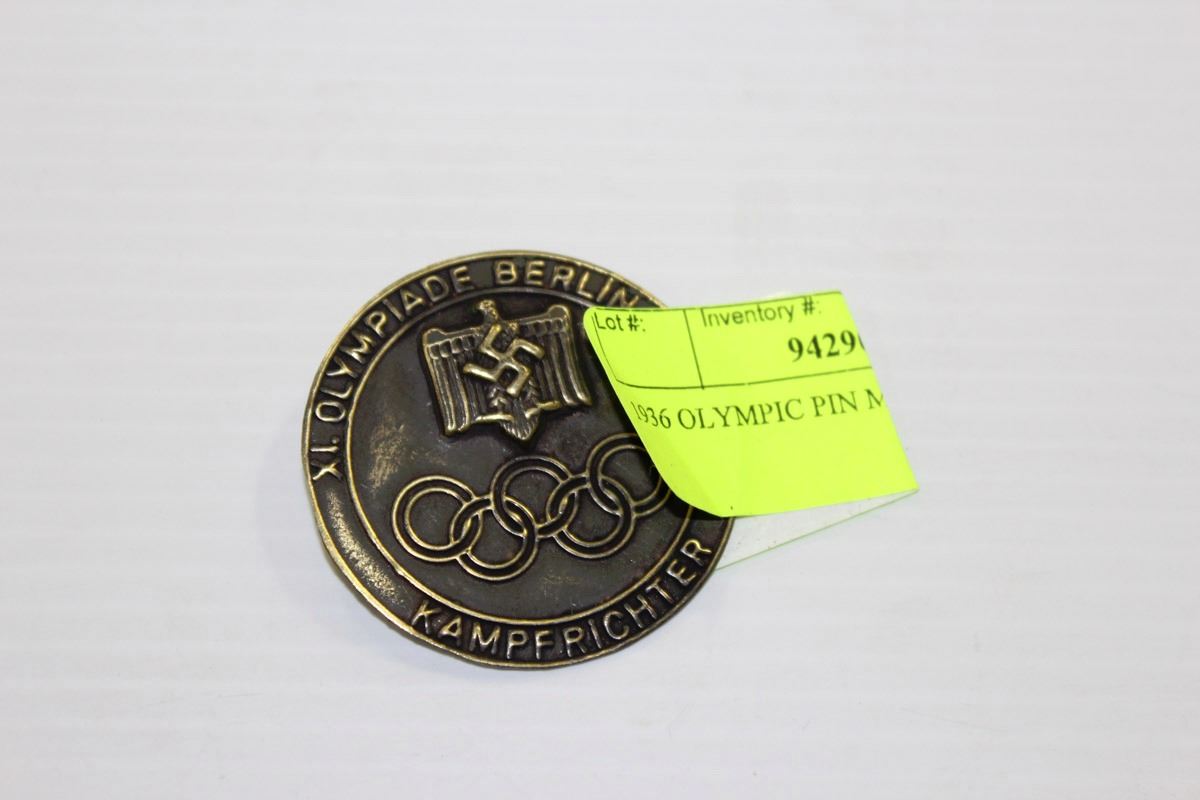 XI. OLYMPIADE BERLIN
KAMPFRICHTER
Lot #:
Inventory #:
9429
1936 OLYMPIC PIN M